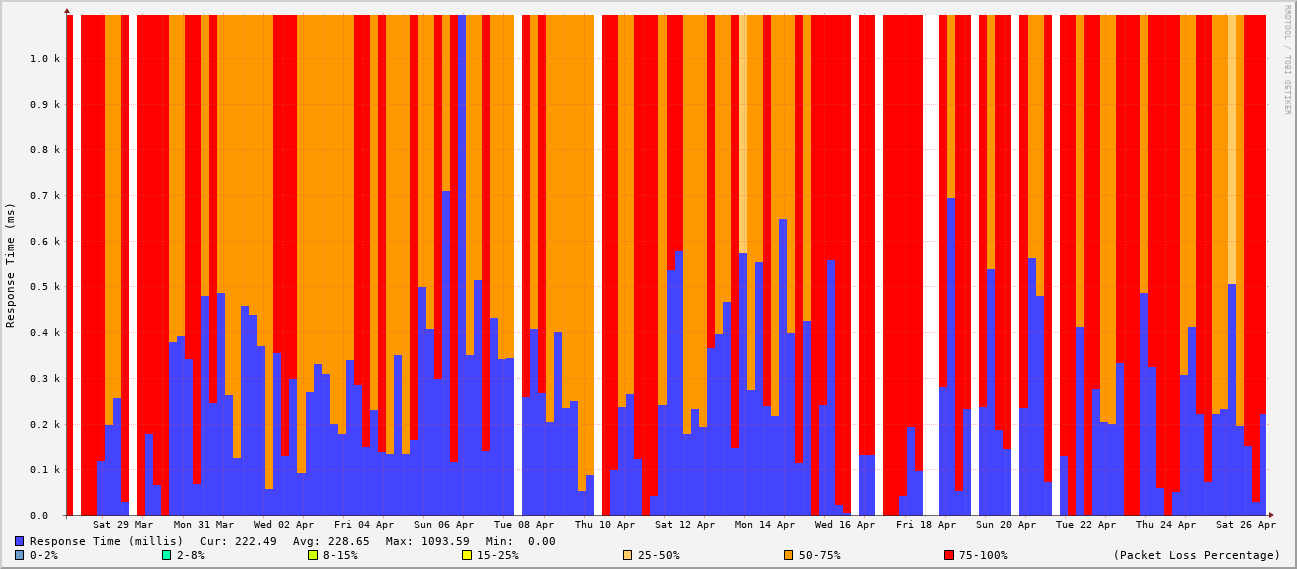 RRDTOOL / TOBI OETIKER
Response Time (ms)
1.0 k
0.9 k
0.8 k
0.7 k
0.6 k
0.5 k
0.4 k
0.3 k
0.2 k
0.1 k
0.0
Sat 29 Mar Mon 31 Mar Wed 02 Apr Fri 04 Apr Sun 06 Apr Tue 08 Apr Thu 10 Apr Sat 12 Apr Mon 14 Apr Wed 16 Apr Fri 18 Apr Sun 20 Apr Tue 22 Apr Thu 24 Apr Sat 26 Apr
Response Time (millis) Cur: 222.49 Avg: 228.65 Max: 1093.59 Min: 0.00
0-2% 2-8% 8-15% 15-25% 25-50% 50-75% 75-100% (Packet Loss Percentage)